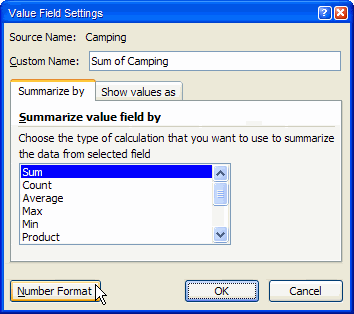 Value Field Settings
Source Name: Camping
Custom Name: Sum of Camping
Summarize by Show values as
Summarize value field by
Choose the type of calculation that you want to use to summarize
the data from selected field
Sum
Count
Average
Max
Min
Product
Number Format OK Cancel